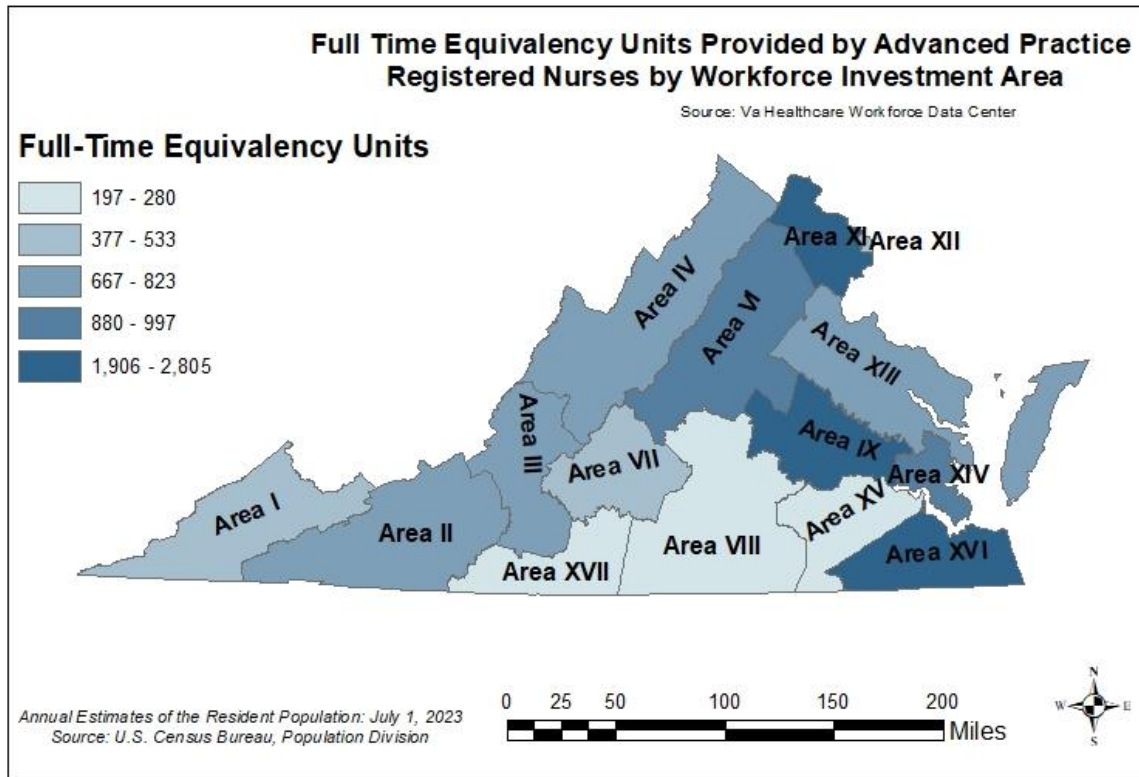 Full Time Equivalency Units Provided by Advanced Practice
Registered Nurses by Workforce Investment Area
Source: Va Healthcare Workforce Data Center
Full-Time Equivalency Units
197 - 280
377 - 533
667 - 823
880 - 997
1,906 - 2,805
Area XI
Area XII
Area IV
Area VI
Area XIII
Area III
Area VII
Area IX
Area XIV
Area I
Area II
Area XV
Area VIII
Area XVI
Area XVII
0 25 50 100 150 200
Miles
Annual Estimates of the Resident Population: July 1, 2023
Source: U.S. Census Bureau, Population Division
N
W E
S